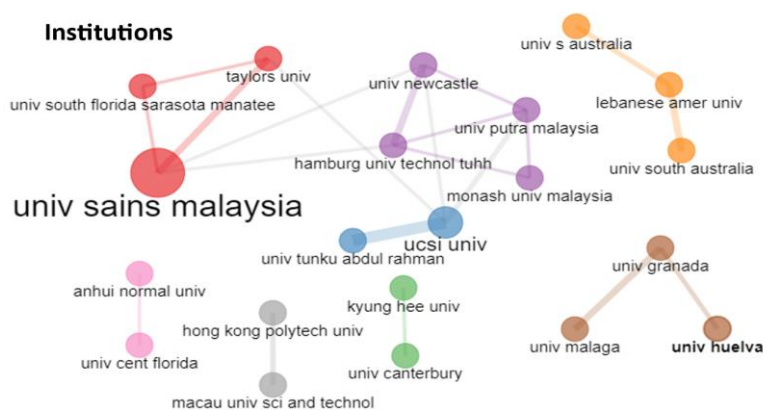 Institutions
univ s australia
taylors univ
univ newcastle
univ south florida sarasota manatee
lebanese amer univ
univ putra malaysia
hamburg univ technol tuhh
univ south australia
monash univ malaysia
univ sains malaysia
ucsi univ
univ tunku abdul rahman
univ granada
anhui normal univ
kyung hee univ
hong kong polytech univ
univ malaga
univ huelva
univ cent florida
univ canterbury
macau univ sci and technol